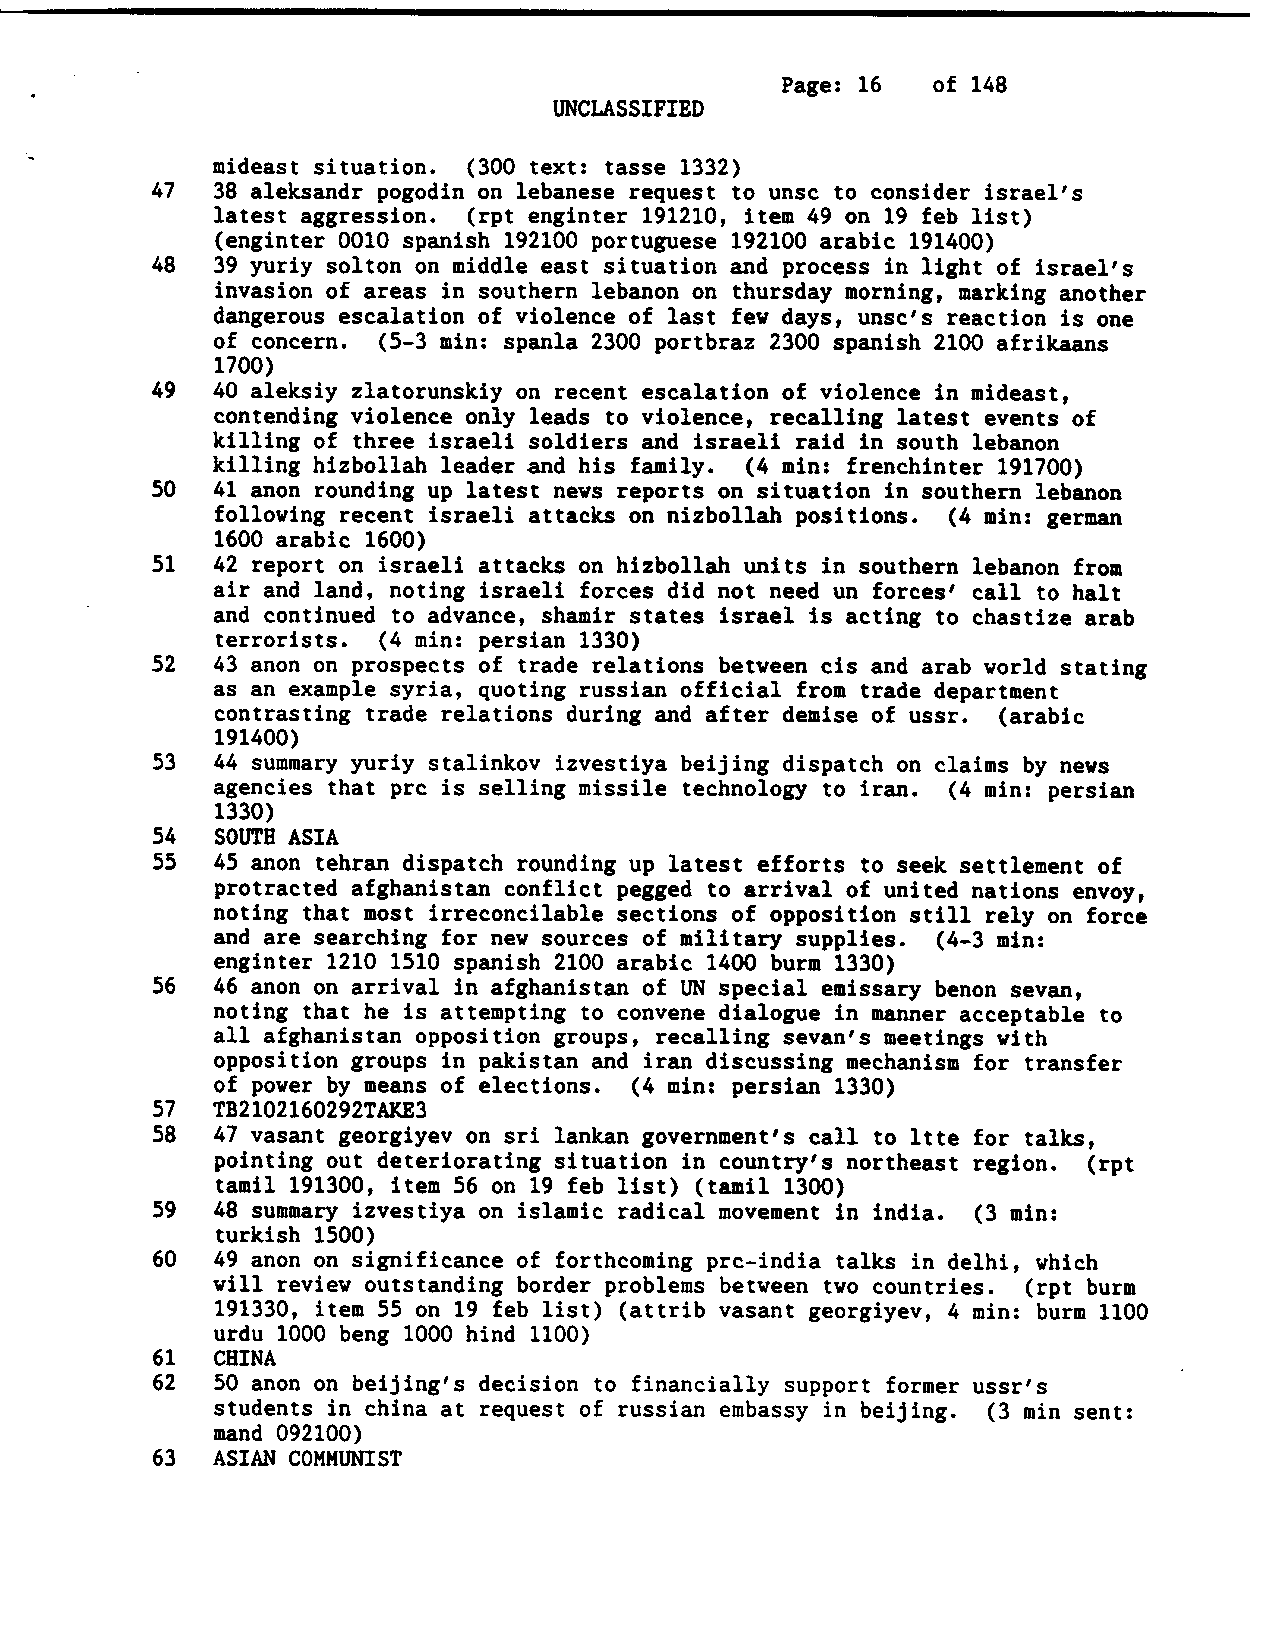 Page: 16 of 148
UNCLASSIFIED
mideast situation. (300 text: tasse 1332)
47 38 aleksandr pogodin on lebanese request to unsc to consider israel's
latest aggression. (rpt enginter 191210, item 49 on 19 feb list)
(enginter 0010 spanish 192100 portuguese 192100 arabic 191400)
48 39 yuriy solton on middle east situation and process in light of israel's
invasion of areas in southern lebanon on thursday morning, marking another
dangerous escalation of violence of last few days, unsc's reaction is one
of concern. (5-3 min: spanla 2300 portbraz 2300 spanish 2100 afrikaans
1700)
49 40 aleksiy zlatorunskiy on recent escalation of violence in mideast,
contending violence only leads to violence, recalling latest events of
killing of three israeli soldiers and israeli raid in south lebanon
killing hizbollah leader and his family. (4 min: frenchinter 191700)
50 41 anon rounding up latest news reports on situation in southern lebanon
following recent israeli attacks on nizbollah positions. (4 min: german
1600 arabic 1600)
51 42 report on israeli attacks on hizbollah units in southern lebanon from
air and land, noting israeli forces did not need un forces' call to halt
and continued to advance, shamir states israel is acting to chastize arab
terrorists. (4 min: persian 1330)
52 43 anon on prospects of trade relations between cis and arab world stating
as an example syria, quoting russian official from trade department
contrasting trade relations during and after demise of ussr. (arabic
191400)
53 44 summary yuriy stalinkov izvestiya beijing dispatch on claims by news
agencies that prc is selling missile technology to iran. (4 min: persian
1330)
54 SOUTH ASIA
55 45 anon tehran dispatch rounding up latest efforts to seek settlement of
protracted afghanistan conflict pegged to arrival of united nations envoy,
noting that most irreconcilable sections of opposition still rely on force
and are searching for new sources of military supplies. (4-3 min:
enginter 1210 1510 spanish 2100 arabic 1400 burm 1330)
56 46 anon on arrival in afghanistan of UN special emissary benon sevan,
noting that he is attempting to convene dialogue in manner acceptable to
all afghanistan opposition groups, recalling sevan's meetings with
opposition groups in pakistan and iran discussing mechanism for transfer
of power by means of elections. (4 min: persian 1330)
57 TB2102160292TAKE3
58 47 vasant georgiyev on sri lankan government's call to ltte for talks,
pointing out deteriorating situation in country's northeast region. (rpt
tamil 191300, item 56 on 19 feb list) (tamil 1300)
59 48 summary izvestiya on islamic radical movement in india. (3 min:
turkish 1500)
60 49 anon on significance of forthcoming prc-india talks in delhi, which
will review outstanding border problems between two countries. (rpt burm
191330, item 55 on 19 feb list) (attrib vasant georgiyev, 4 min: burm 1100
urdu 1000 beng 1000 hind 1100)
61 CHINA
62 50 anon on beijing's decision to financially support former ussr's
students in china at request of russian embassy in beijing. (3 min sent:
mand 092100)
63 ASIAN COMMUNIST